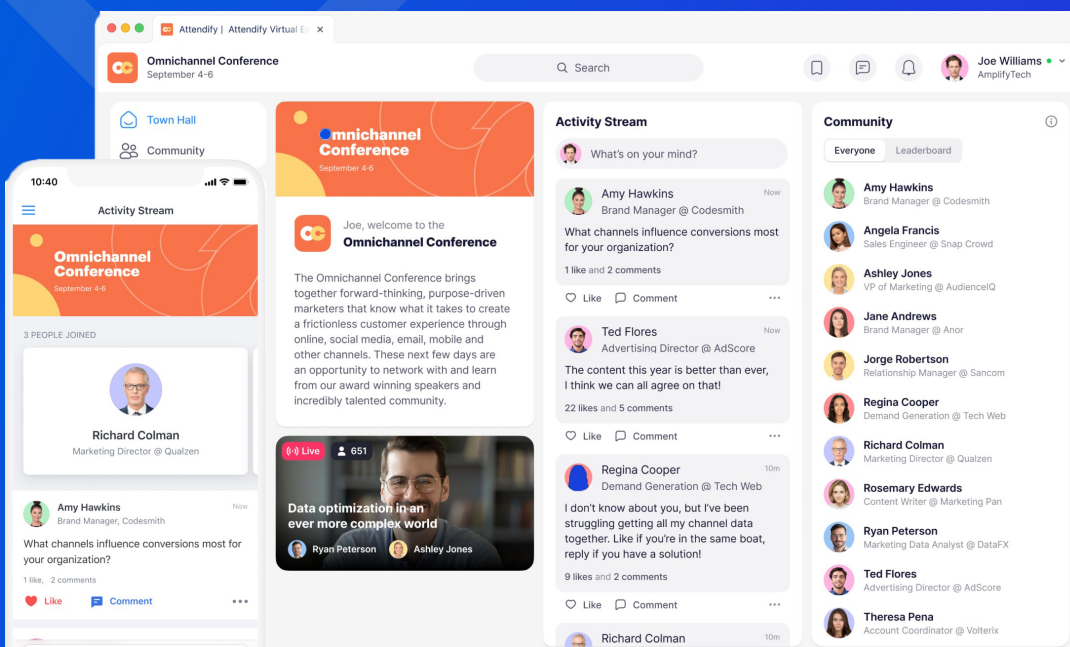 Attendify | Attendify Virtual E
Omnichannel Conference
September 4-6
Search
Joe Williams
AmplifyTech
Town Hall
Community
10:40
Activity Stream
Omnichannel
Conference
September 4-6
3 PEOPLE JOINED
Richard Colman
Marketing Director @ Qualzen
Amy Hawkins
Brand Manager, Codesmith
Now
What channels influence conversions most for
your organization?
1 like, 2 comments
Like
Comment
mnichannel
Conference
September 4-6
Joe, welcome to the
Omnichannel Conference
The Omnichannel Conference brings
together forward-thinking, purpose-driven
marketers that know what it takes to create
a frictionless customer experience through
online, social media, email, mobile and
other channels. These next few days are
an opportunity to network with and learn
from our award winning speakers and
incredibly talented community.
Live
651
Data optimization in an
ever more complex world
Ryan Peterson
Ashley Jones
Activity Stream
What's on your mind?
Amy Hawkins
Now
Brand Manager @ Codesmith
What channels influence conversions most
for your organization?
1 like and 2 comments
Like
Comment
Ted Flores
Now
Advertising Director @ AdScore
The content this year is better than ever,
I think we can all agree on that!
22 likes and 5 comments
Like
Comment
Regina Cooper
10m
Demand Generation @ Tech Web
I don't know about you, but I've been
struggling getting all my channel data
together. Like if you're in the same boat,
reply if you have a solution!
9 likes and 2 comments
Like
Comment
Richard Colman
10m
Community
Everyone
Leaderboard
Amy Hawkins
Brand Manager @ Codesmith
Angela Francis
Sales Engineer @ Snap Crowd
Ashley Jones
VP of Marketing @ AudienceIQ
Jane Andrews
Brand Manager @ Anor
Jorge Robertson
Relationship Manager @ Sancom
Regina Cooper
Demand Generation @ Tech Web
Richard Colman
Marketing Director @ Qualzen
Rosemary Edwards
Content Writer @ Marketing Pan
Ryan Peterson
Marketing Data Analyst @ DataFX
Ted Flores
Advertising Director @ AdScore
Theresa Pena
Account Coordinator @ Volterix